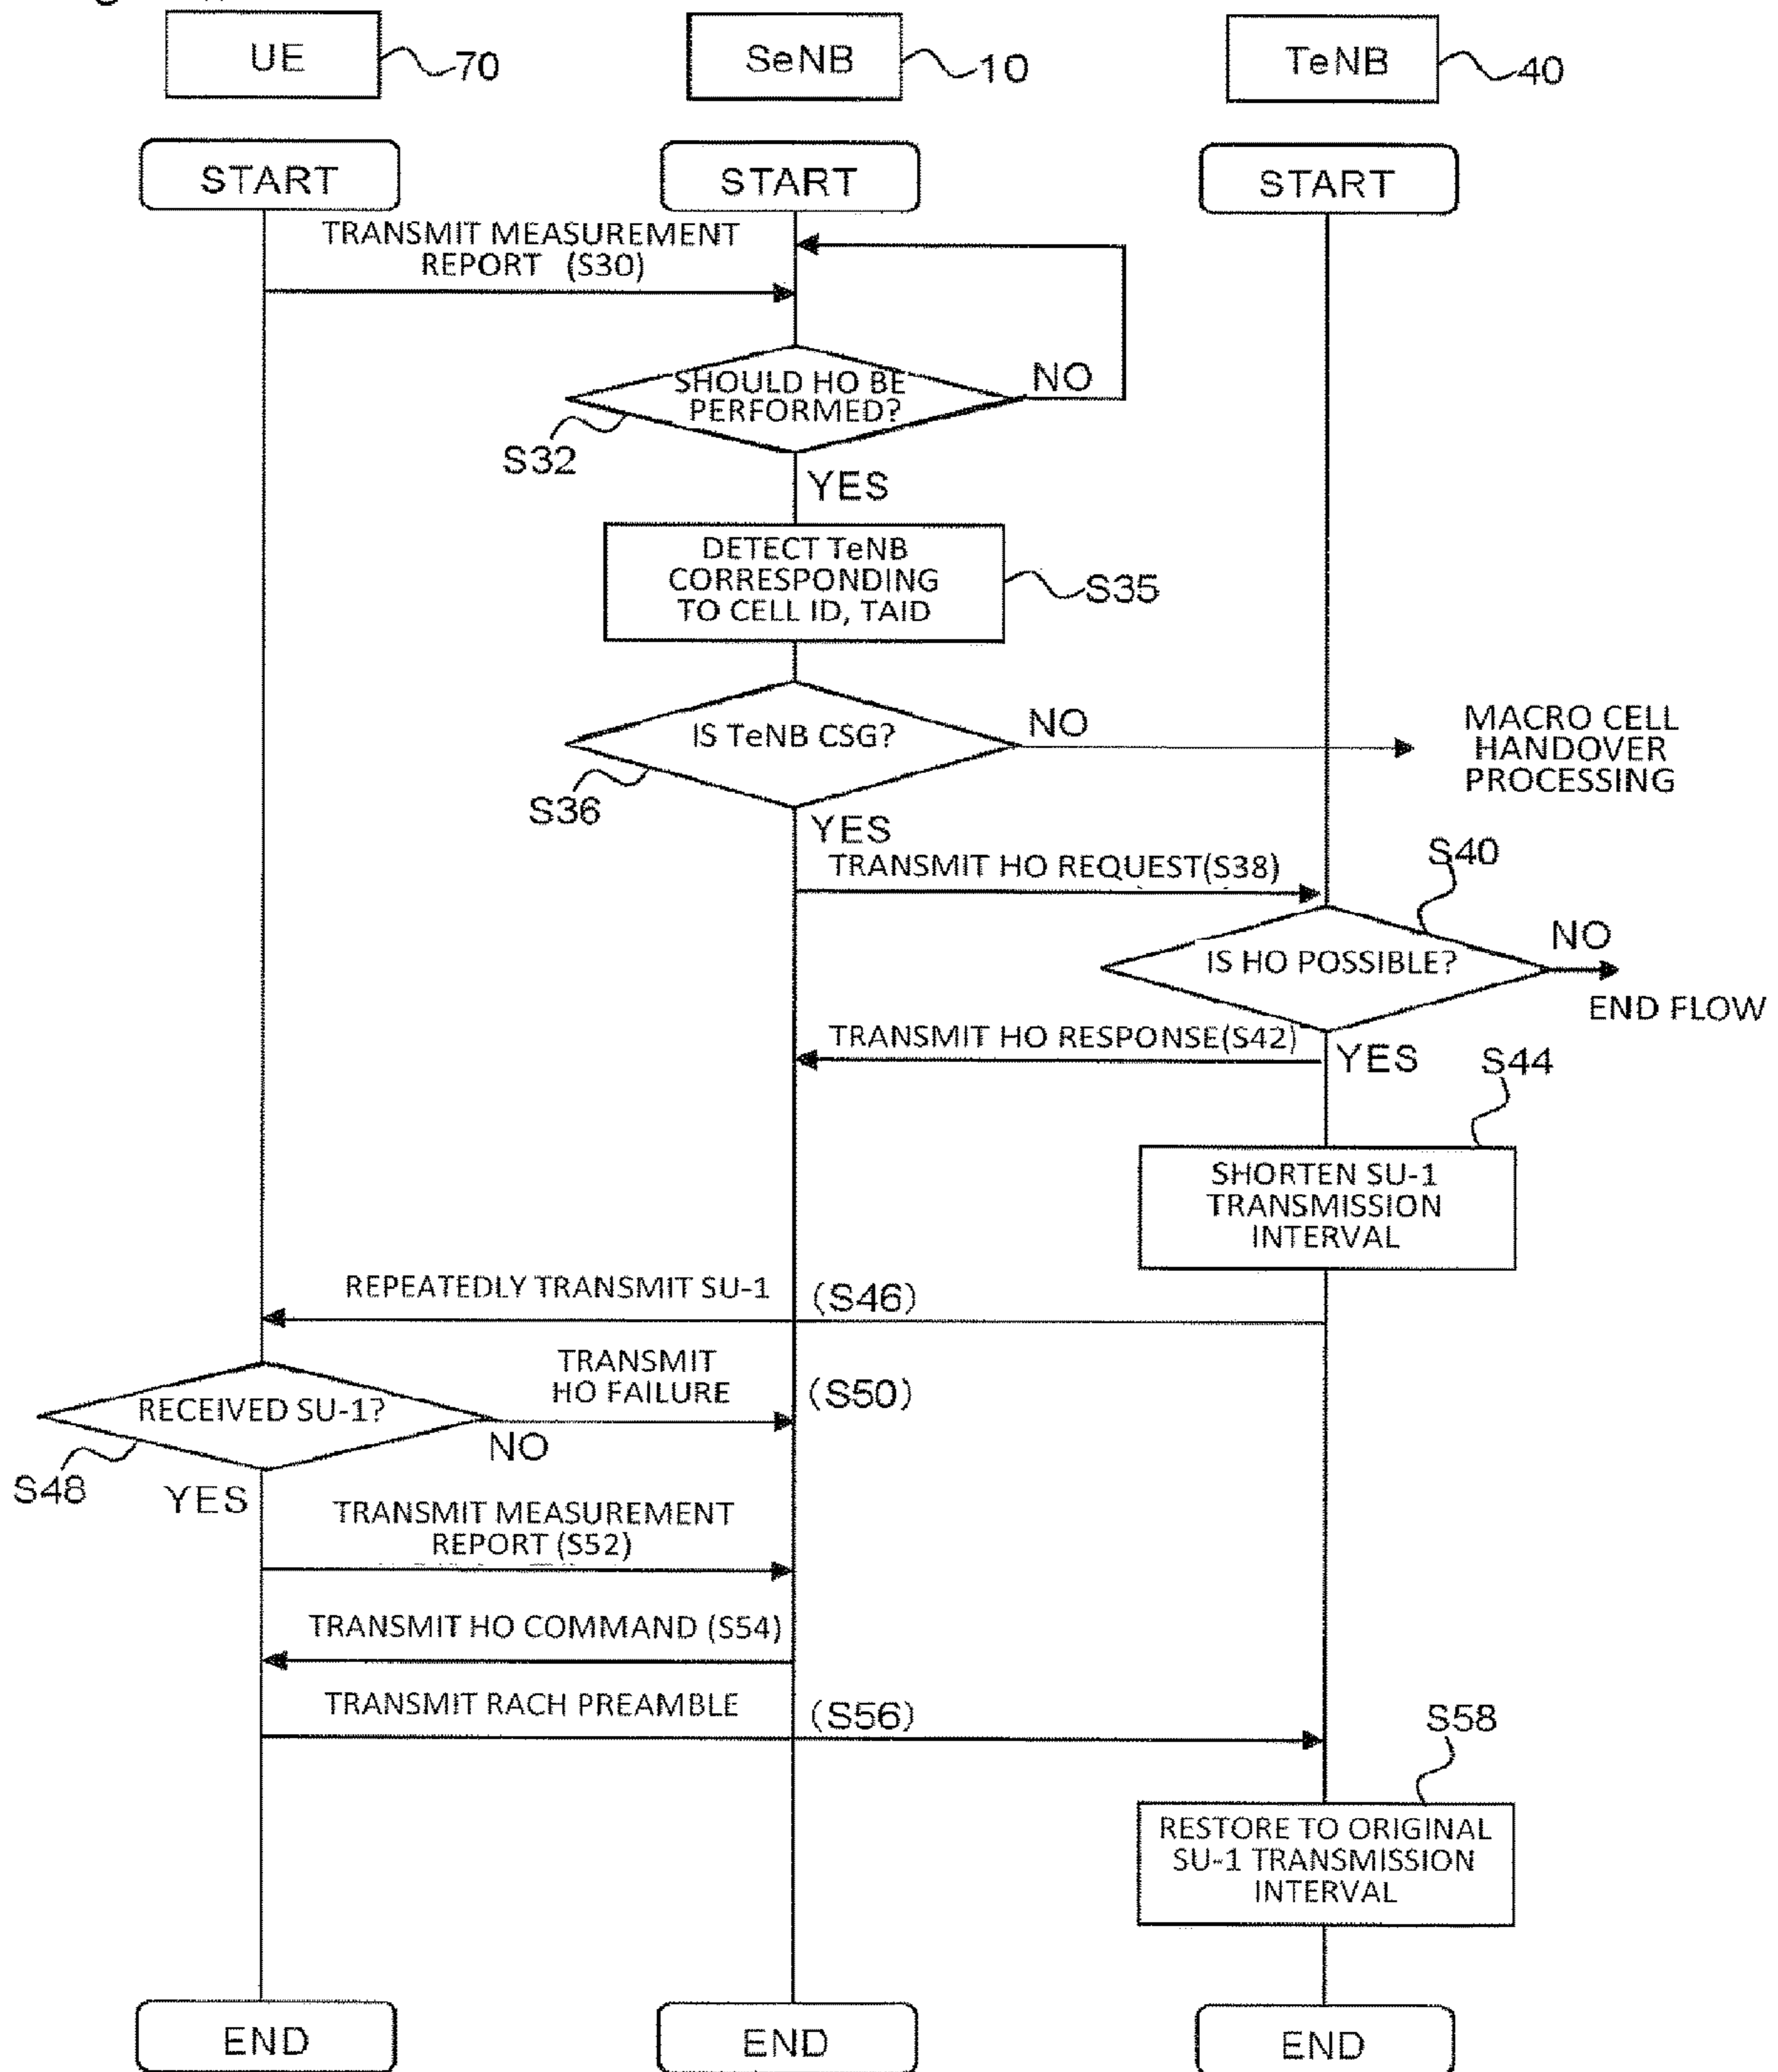 UE
70
SeNB
10
TeNB
40
START
START
START
TRANSMIT MEASUREMENT
REPORT (S30)
SHOULD HO BE
PERFORMED?
NO
S32
YES
DETECT TeNB
CORRESPONDING
TO CELL ID, TAID
S35
IS TeNB CSG?
NO
MACRO CELL
HANDOVER
PROCESSING
S36
YES
TRANSMIT HO REQUEST(S38)
S40
IS HO POSSIBLE?
NO
END FLOW
TRANSMIT HO RESPONSE(S42)
YES
S44
SHORTEN SU-1
TRANSMISSION
INTERVAL
REPEATEDLY TRANSMIT SU-1
(S46)
TRANSMIT
HO FAILURE
(S50)
RECEIVED SU-1?
NO
S48
YES
TRANSMIT MEASUREMENT
REPORT (S52)
TRANSMIT HO COMMAND (S54)
TRANSMIT RACH PREAMBLE
(S56)
S58
RESTORE TO ORIGINAL
SU-1 TRANSMISSION
INTERVAL
END
END
END